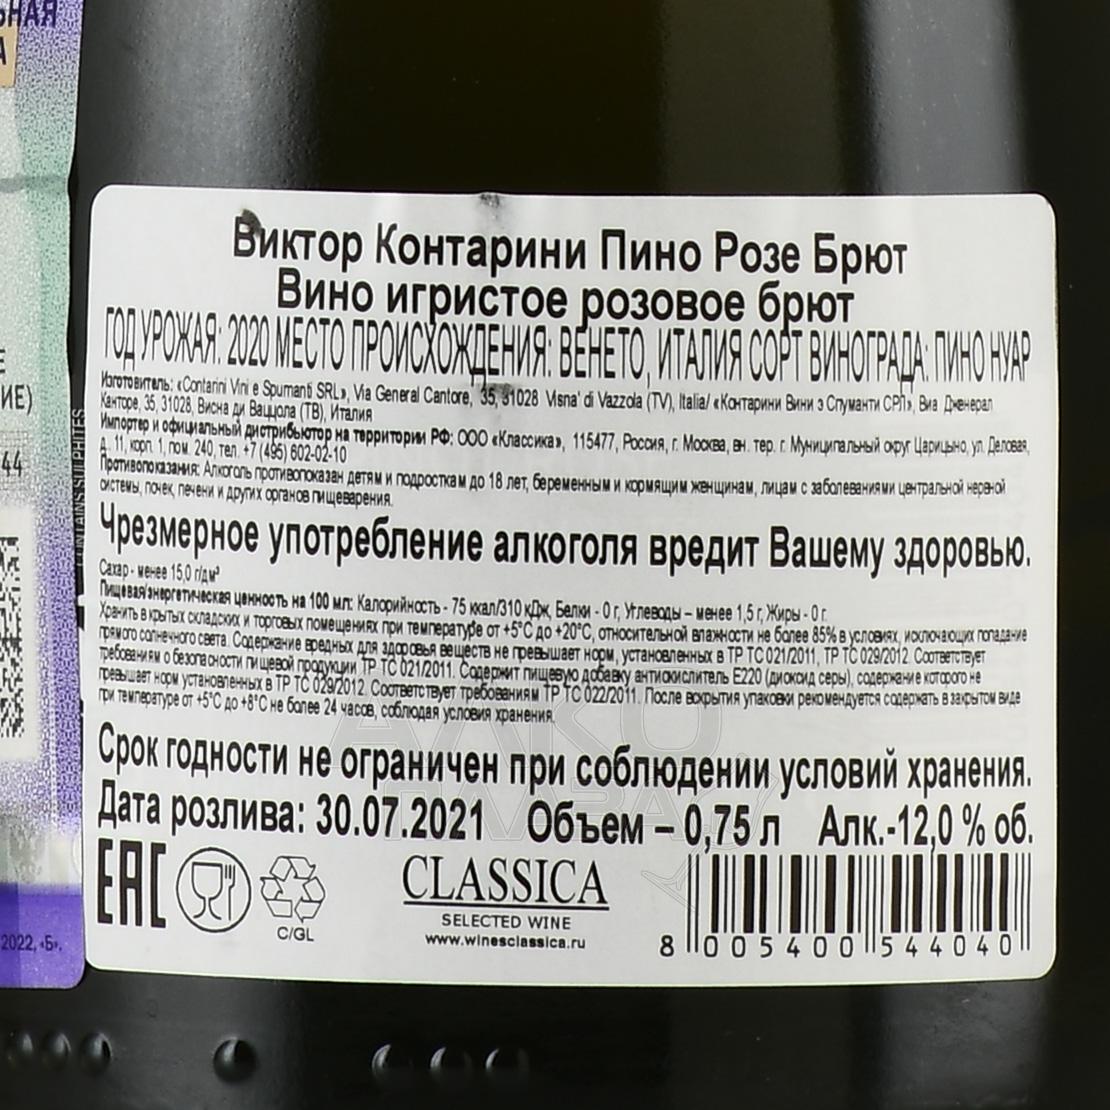 ЬНАЯ
А
Е
ИЕ)
44
2022, «Б».
CONTAINS SULPHITES
Виктор Контарини Пино Розе Брют
Вино игристое розовое брют
ГОД УРОЖАЯ: 2020 МЕСТО ПРОИСХОЖДЕНИЯ: ВЕНЕТО, ИТАЛИЯ СОРТ ВИНОГРАДА: ПИНО НУАР
Изготовитель: «Contarini Vini e Spumanti SRL», Via General Cantore, 35, 31028 Visna' di Vazzola (TV), Italia/ «Контарини Вини э Спуманти СРЛ», Виа Дженерал
Канторе, 35, 31028, Висна ди Ваццола (ТВ), Италия
Импортер и официальный дистрибьютор на территории РФ: ООО «Классика», 115477, Россия, г. Москва, вн. тер. г. Муниципальный округ Царицыно, ул. Деловая,
д. 11, корп. 1, пом. 240, тел. +7 (495) 602-02-10
Противопоказания: Алкоголь противопоказан детям и подросткам до 18 лет, беременным и кормящим женщинам, лицам с заболеваниями центральной нервной
системы, почек, печени и других органов пищеварения.
Чрезмерное употребление алкоголя вредит Вашему здоровью.
Сахар - менее 15,0 г/дм³
Пищевая/энергетическая ценность на 100 мл: Калорийность - 75 ккал/310 кДж, Белки - 0 г, Углеводы – менее 1,5 г, Жиры - 0 г.
Хранить в крытых складских и торговых помещениях при температуре от +5°С до +20°С, относительной влажности не более 85% в условиях, исключающих попадание
прямого солнечного света. Содержание вредных для здоровья веществ не превышает норм, установленных в ТР ТС 021/2011, ТР ТС 029/2012. Соответствует
требованиям о безопасности пищевой продукции ТР ТС 021/2011. Содержит пищевую добавку антиокислитель Е220 (диоксид серы), содержание которого не
превышает норм установленных в ТР ТС 029/2012. Соответствует требованиям ТР ТС 022/2011. После вскрытия упаковки рекомендуется содержать в закрытом виде
при температуре от +5°С до +8°С не более 24 часов, соблюдая условия хранения.
Срок годности не ограничен при соблюдении условий хранения.
Дата розлива: 30.07.2021 Объем – 0,75 л Алк.-12,0 % об.
EAC
C/GL
CLASSICA
SELECTED WINE
www.winesclassica.ru
8 005400 544040
АЛКО
НАВА